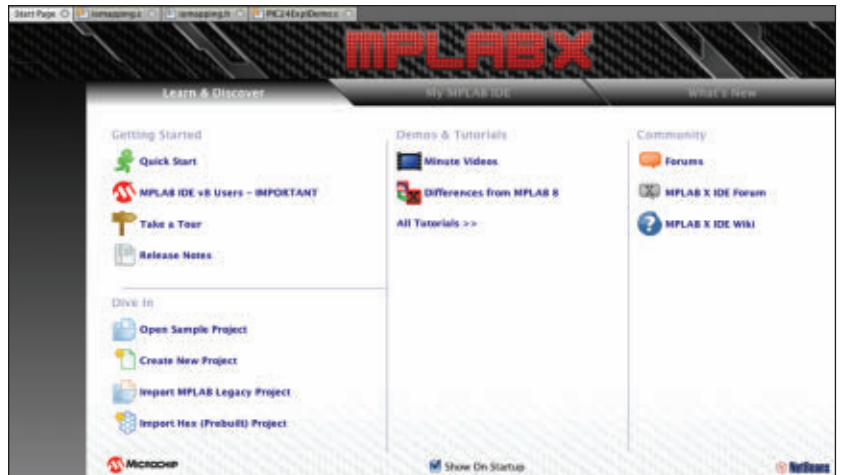 Start Page
iomapping.c
iomapping.h
PIC24ExplDemo.c
MPLABX
Learn & Discover
My MPLAB IDE
What's New
Getting Started
Quick Start
MPLAB IDE v8 Users - IMPORTANT
Take a Tour
Release Notes
Dive In
Open Sample Project
Create New Project
Import MPLAB Legacy Project
Import Hex (Prebuilt) Project
Demos & Tutorials
Minute Videos
Differences from MPLAB 8
All Tutorials >>
Community
Forums
MPLAB X IDE Forum
MPLAB X IDE Wiki
MICROCHIP
Show On Startup
NetBeans